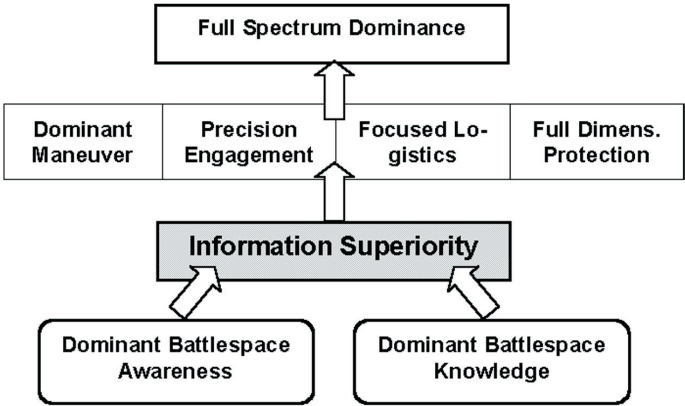 Full Spectrum Dominance
Dominant
Maneuver
Precision
Engagement
Focused Lo-
gistics
Full Dimens.
Protection
Information Superiority
Dominant Battlespace
Awareness
Dominant Battlespace
Knowledge